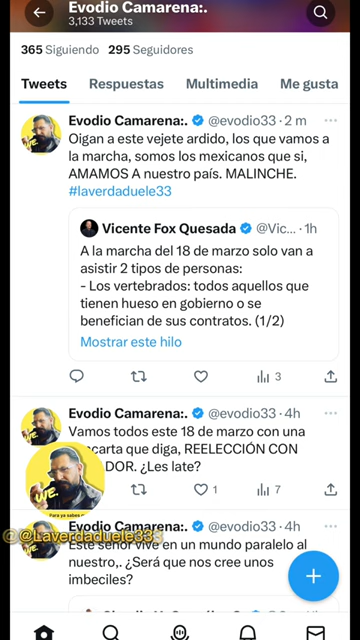 Evodio Camarena:.
3,133 Tweets
365 Siguiendo 295 Seguidores
Tweets Respuestas Multimedia Me gusta
Evodio Camarena:. @evodio33 · 2 m
Oigan a este vejete ardido, los que vamos a
la marcha, somos los mexicanos que si,
AMAMOS A nuestro país. MALINCHE.
#laverdaduele33
Vicente Fox Quesada @Vic... · 1h
A la marcha del 18 de marzo solo van a
asistir 2 tipos de personas:
- Los vertebrados: todos aquellos que
tienen hueso en gobierno o se
benefician de sus contratos. (1/2)
Mostrar este hilo
3
Evodio Camarena:. @evodio33 · 4h
Vamos todos este 18 de marzo con una
carta que diga, REELECCIÓN CON
DOR. ¿Les late?
1 7
WE.
Para ya sabes
@@Laverdaduele333
Evodio Camarena:. @evodio33 · 4h
Este señor vive en un mundo paralelo al
nuestro,. ¿Será que nos cree unos
imbeciles?